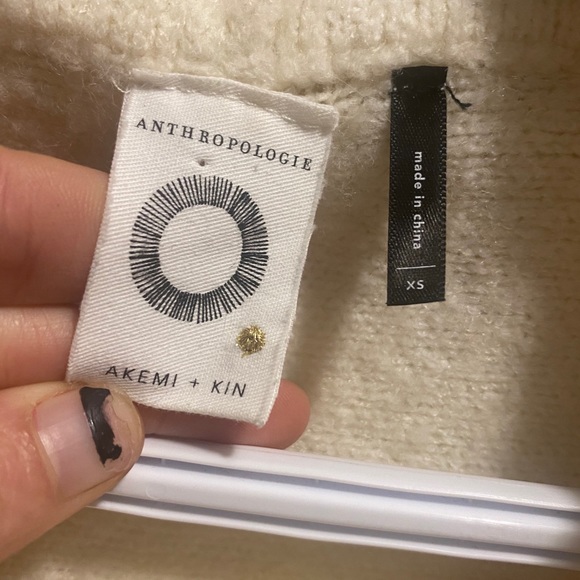 ANTHROPOLOGIE
AKEMI + KIN
made in china
XS